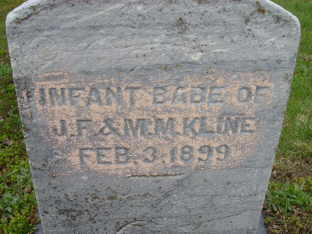 INFANT BABE OF
J.F. & M.M. KLINE
FEB. 3. 1899